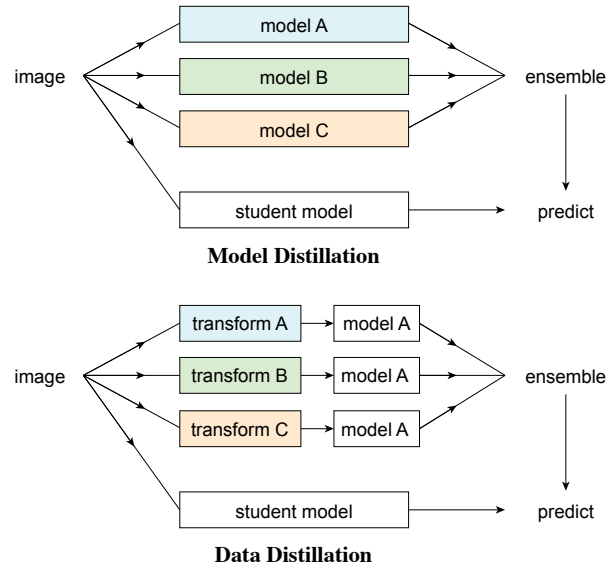 model A
image model B ensemble
model C
student model predict
Model Distillation
transform A model A
image transform B model A ensemble
transform C model A
student model predict
Data Distillation